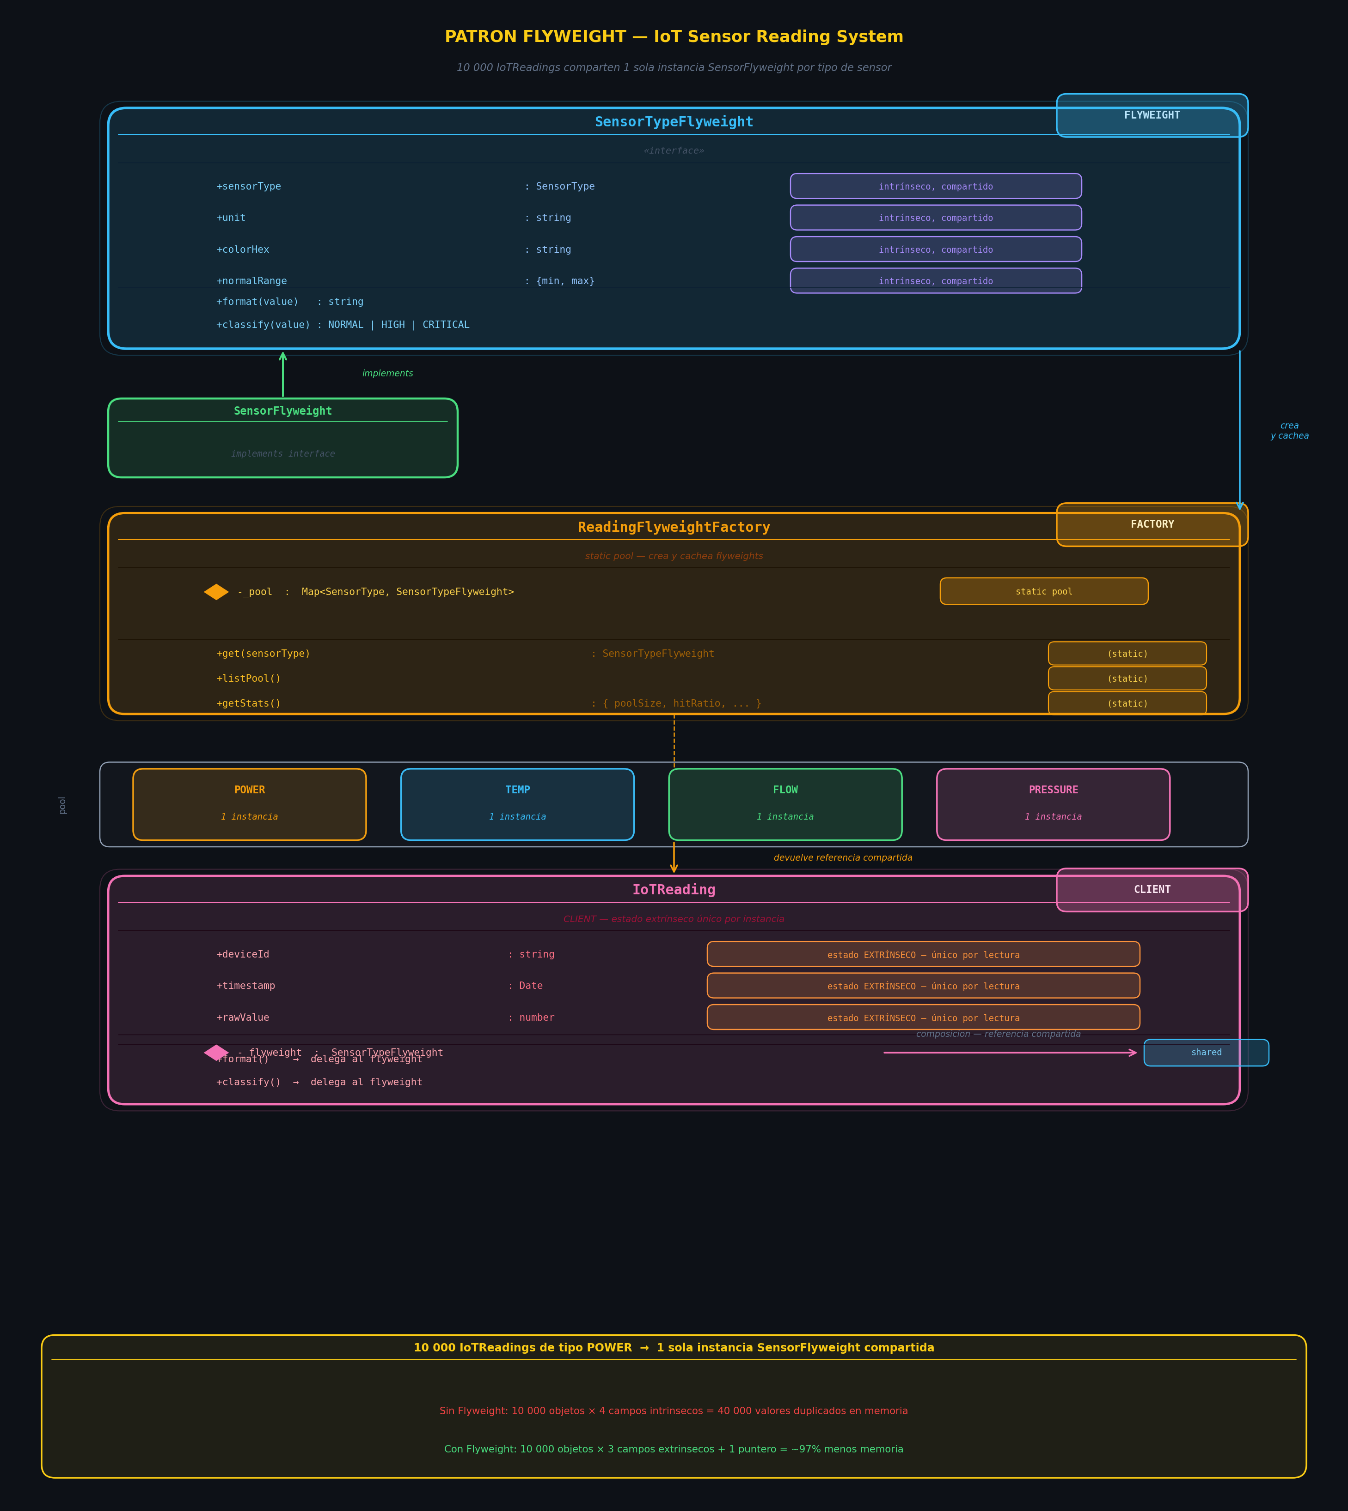 PATRON FLYWEIGHT — IoT Sensor Reading System
10 000 IoTReadings comparten 1 sola instancia SensorFlyweight por tipo de sensor
SensorTypeFlyweight
FLYWEIGHT
«interface»
+sensorType : SensorType intrínseco, compartido
+unit : string intrínseco, compartido
+colorHex : string intrínseco, compartido
+normalRange : {min, max} intrínseco, compartido
+format(value) : string
+classify(value) : NORMAL | HIGH | CRITICAL
implements
SensorFlyweight
implements interface
crea
y cachea
ReadingFlyweightFactory
FACTORY
static pool — crea y cachea flyweights
- pool : Map<SensorType, SensorTypeFlyweight> static pool
+get(sensorType) : SensorTypeFlyweight (static)
+listPool() (static)
+getStats() : { poolSize, hitRatio, ... } (static)
pool
POWER
1 instancia
TEMP
1 instancia
FLOW
1 instancia
PRESSURE
1 instancia
devuelve referencia compartida
IoTReading
CLIENT
CLIENT — estado extrínseco único por instancia
+deviceId : string estado EXTRÍNSECO — único por lectura
+timestamp : Date estado EXTRÍNSECO — único por lectura
+rawValue : number estado EXTRÍNSECO — único por lectura
composicion — referencia compartida
- flyweight : SensorTypeFlyweight shared
+format() → delega al flyweight
+classify() → delega al flyweight
10 000 IoTReadings de tipo POWER → 1 sola instancia SensorFlyweight compartida
Sin Flyweight: 10 000 objetos × 4 campos intrinsecos = 40 000 valores duplicados en memoria
Con Flyweight: 10 000 objetos × 3 campos extrinsecos + 1 puntero = ~97% menos memoria